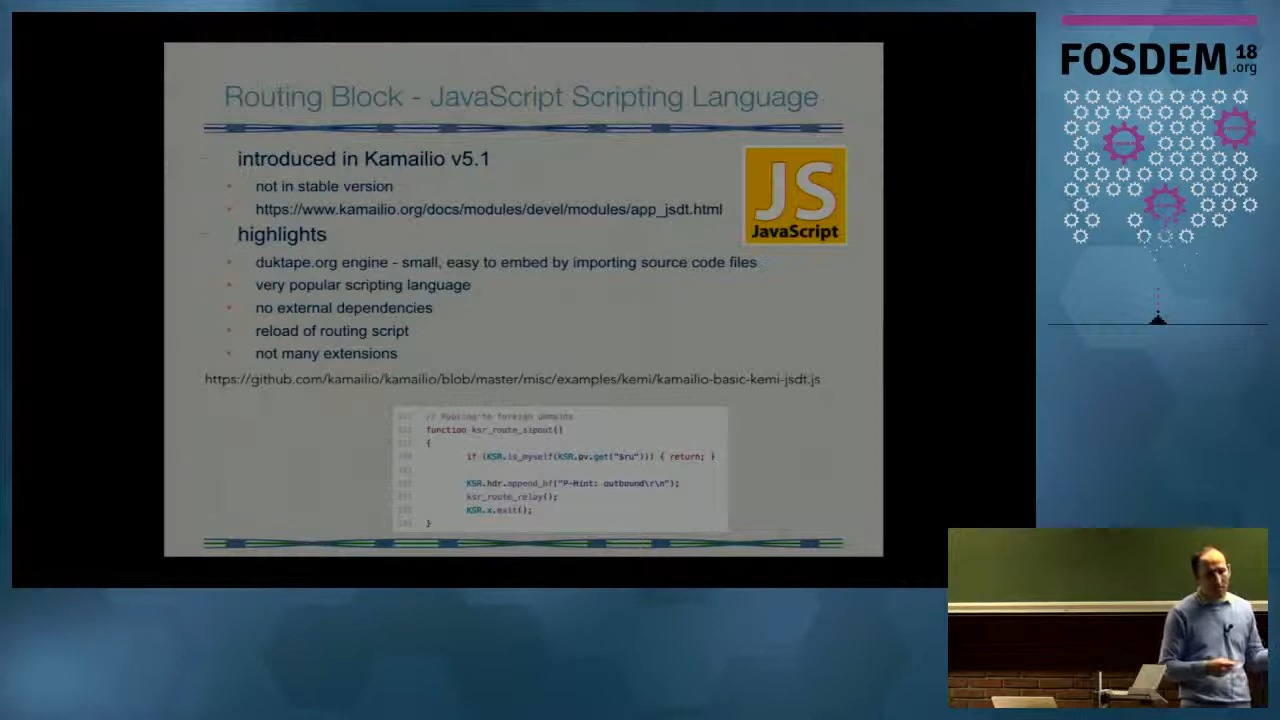 Routing Block - JavaScript Scripting Language
introduced in Kamailio v5.1
not in stable version
https://www.kamailio.org/docs/modules/devel/modules/app_jsdt.html
JS
JavaScript
highlights
duktape.org engine - small, easy to embed by importing source code files
very popular scripting language
no external dependencies
reload of routing script
not many extensions
https://github.com/kamailio/kamailio/blob/master/misc/examples/kemi/kamailio-basic-kemi-jsdt.js
// Routing to foreign domains
function ksr_route_sipout()
{
if (KSR.is_myself(KSR.pv.get("$ru"))) { return; }
KSR.hdr.append_hf("P-Hint: outbound\r\n");
ksr_route_relay();
KSR.x.exit();
}
FOSDEM 18
.org